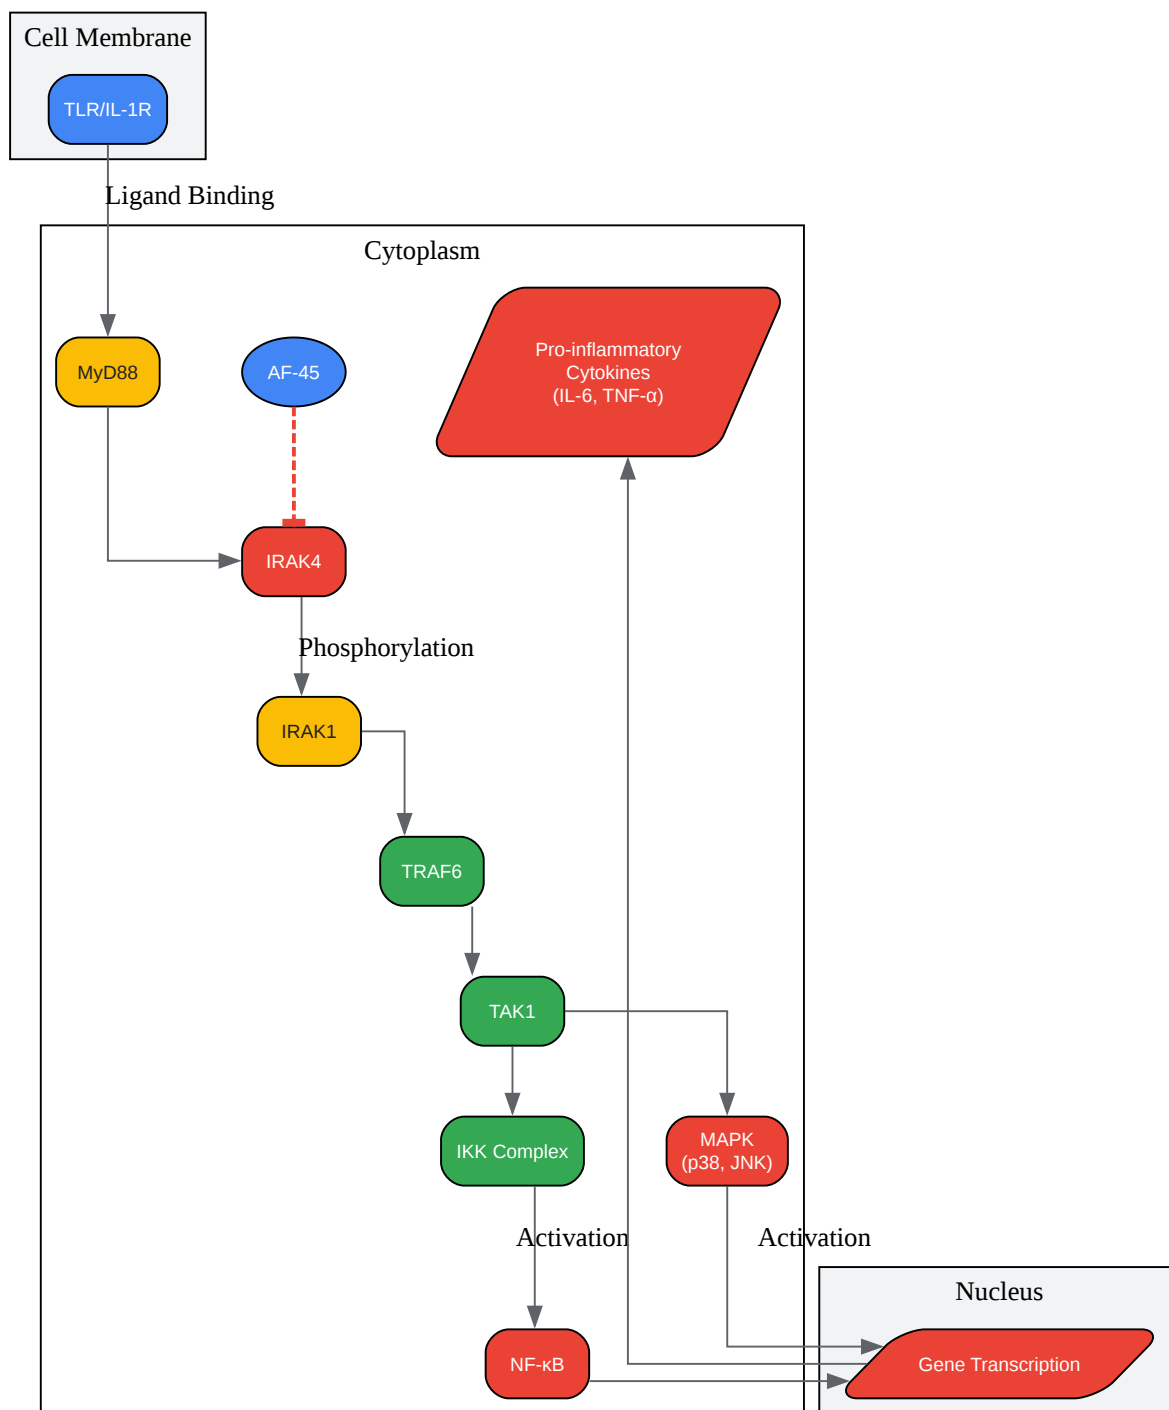 Cell Membrane
TLR/IL-1R
Ligand Binding
Cytoplasm
Pro-inflammatory
Cytokines
(IL-6, TNF-α)
MyD88
AF-45
IRAK4
Phosphorylation
IRAK1
TRAF6
TAK1
IKK Complex
MAPK
(p38, JNK)
Activation
Activation
Nucleus
NF-κB
Gene Transcription